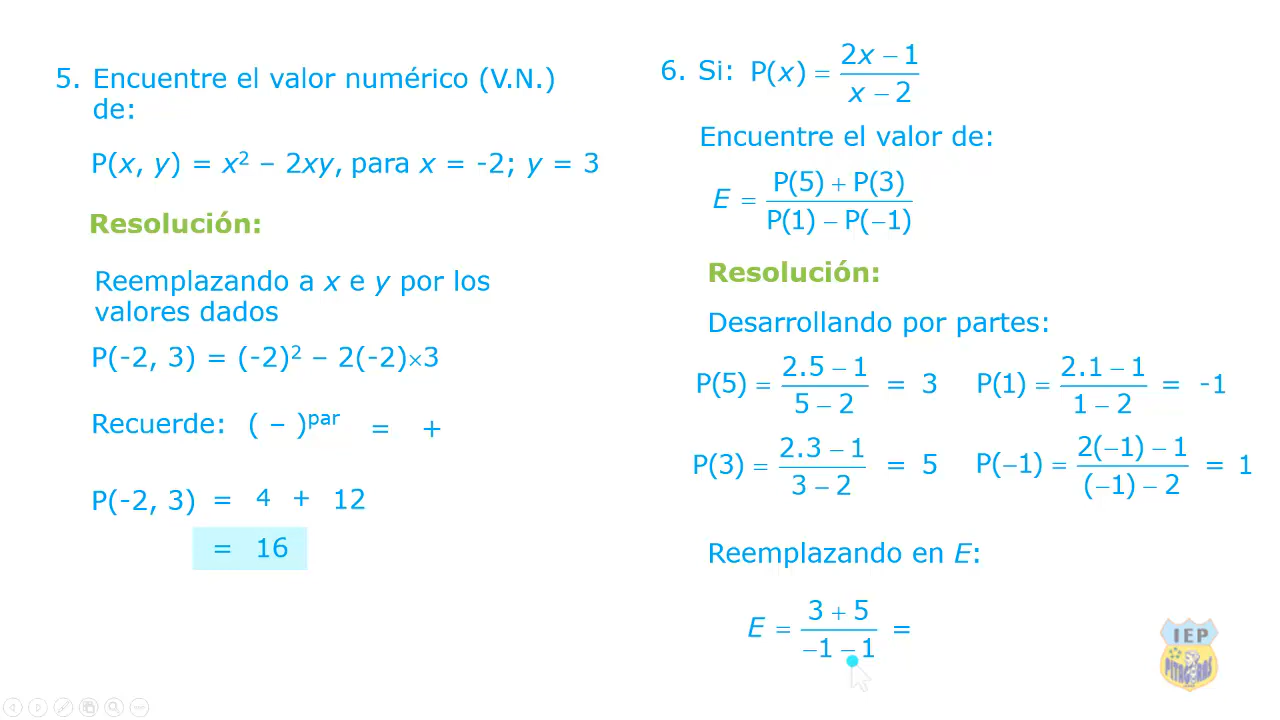 5. Encuentre el valor numérico (V.N.)
de:
P(x, y) = x² – 2xy, para x = -2; y = 3
Resolución:
Reemplazando a x e y por los
valores dados
P(-2, 3) = (-2)² – 2(-2)×3
Recuerde: ( – )^par = +
P(-2, 3) = 4 + 12
= 16
6. Si: P(x) = (2x − 1)/(x − 2)
Encuentre el valor de:
E = (P(5) + P(3))/(P(1) − P(−1))
Resolución:
Desarrollando por partes:
P(5) = (2.5 − 1)/(5 − 2) = 3 P(1) = (2.1 − 1)/(1 − 2) = -1
P(3) = (2.3 − 1)/(3 − 2) = 5 P(−1) = (2(−1) − 1)/((−1) − 2) = 1
Reemplazando en E:
E = (3 + 5)/(−1 − 1) =
IEP
PITAGORAS